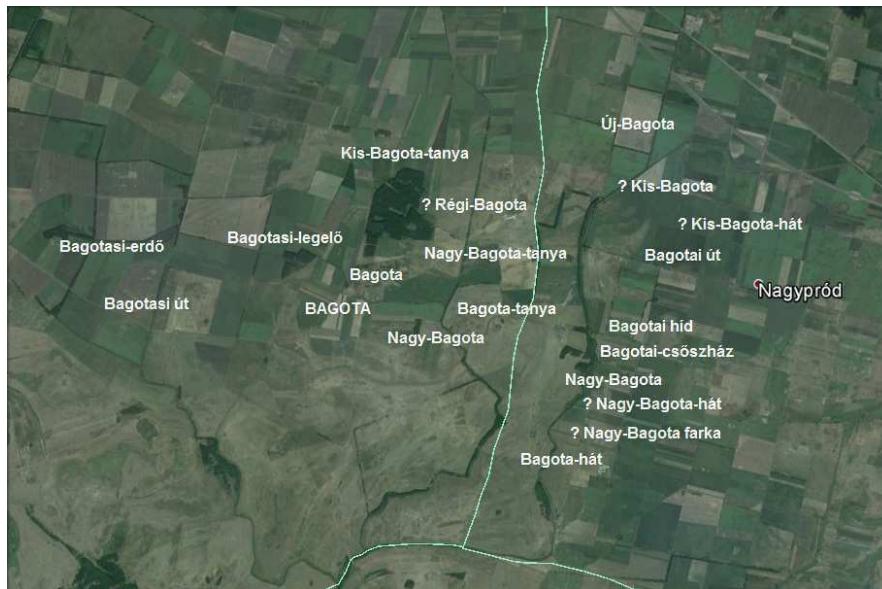 Új-Bagota
Kis-Bagota-tanya
? Kis-Bagota
? Régi-Bagota
? Kis-Bagota-hát
Bagotasi-erdő
Bagotasi-legelő
Nagy-Bagota-tanya
Bagotai út
Bagota
Nagypród
Bagotasi út
BAGOTA
Bagota-tanya
Bagotai híd
Nagy-Bagota
Bagotai-csőszház
Nagy-Bagota
? Nagy-Bagota-hát
? Nagy-Bagota farka
Bagota-hát